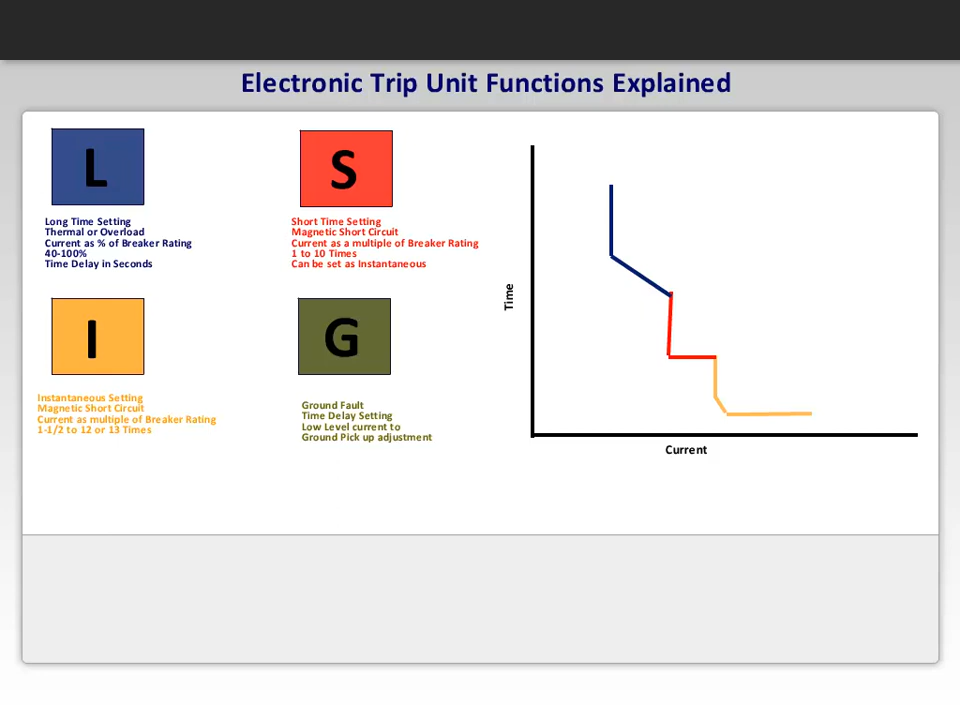 Electronic Trip Unit Functions Explained
L
Long Time Setting
Thermal or Overload
Current as % of Breaker Rating
40-100%
Time Delay in Seconds
S
Short Time Setting
Magnetic Short Circuit
Current as a multiple of Breaker Rating
1 to 10 Times
Can be set as Instantaneous
I
Instantaneous Setting
Magnetic Short Circuit
Current as multiple of Breaker Rating
1-1/2 to 12 or 13 Times
G
Ground Fault
Time Delay Setting
Low Level current to
Ground Pick up adjustment
Time
Current